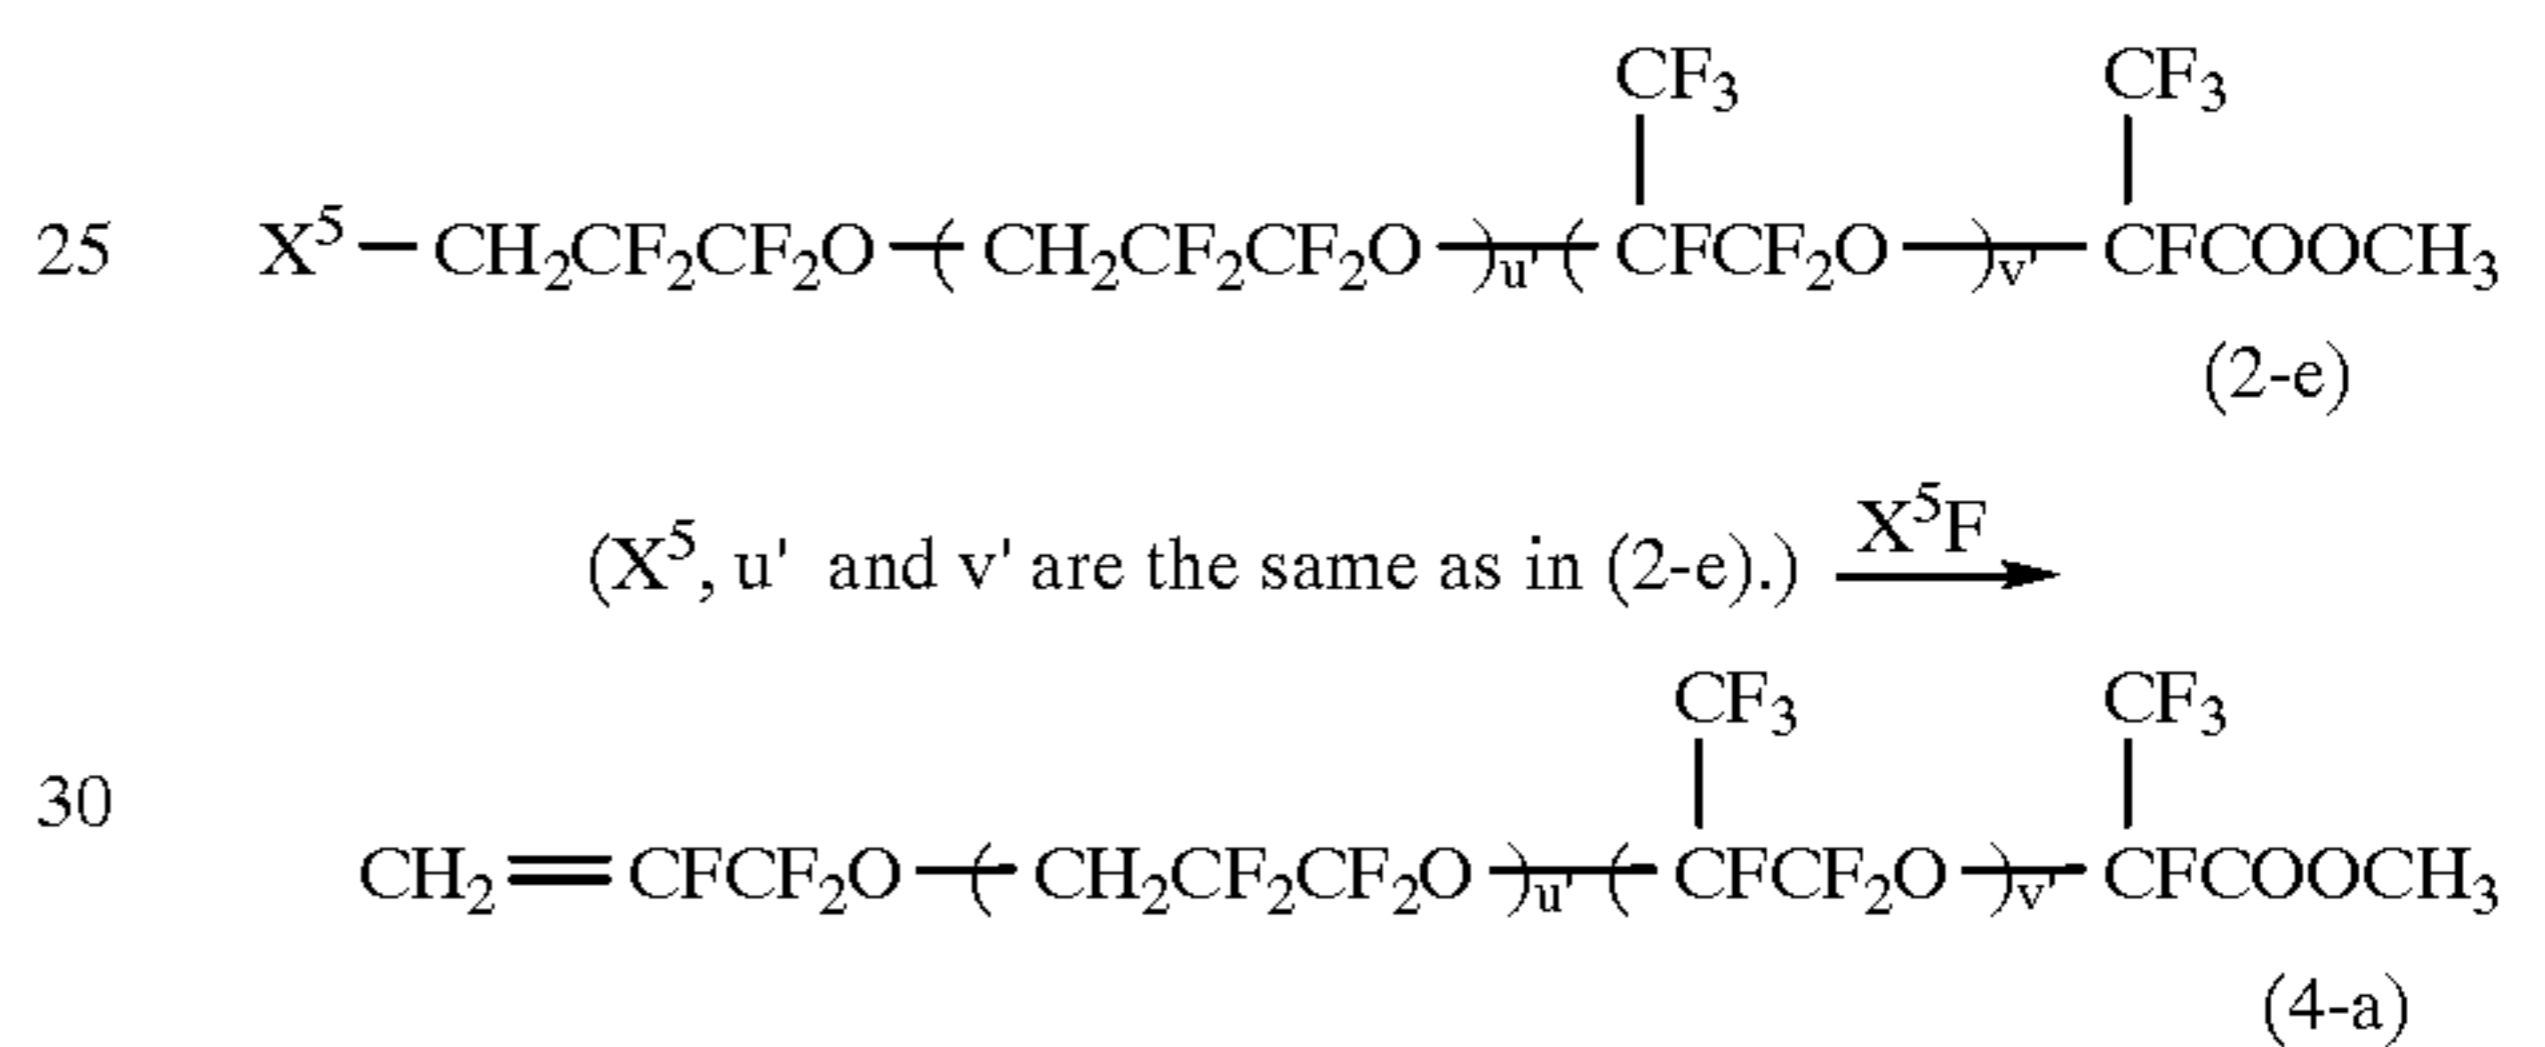 CF₃ CF₃
25 X⁵—CH₂CF₂CF₂O—(CH₂CF₂CF₂O—)u'(—CFCF₂O—)v'—CFCOOCH₃
(2-e)
(X⁵, u' and v' are the same as in (2-e).) X⁵F
CF₃ CF₃
30
CH₂=CFCF₂O—(CH₂CF₂CF₂O—)u'(—CFCF₂O—)v'—CFCOOCH₃
(4-a)